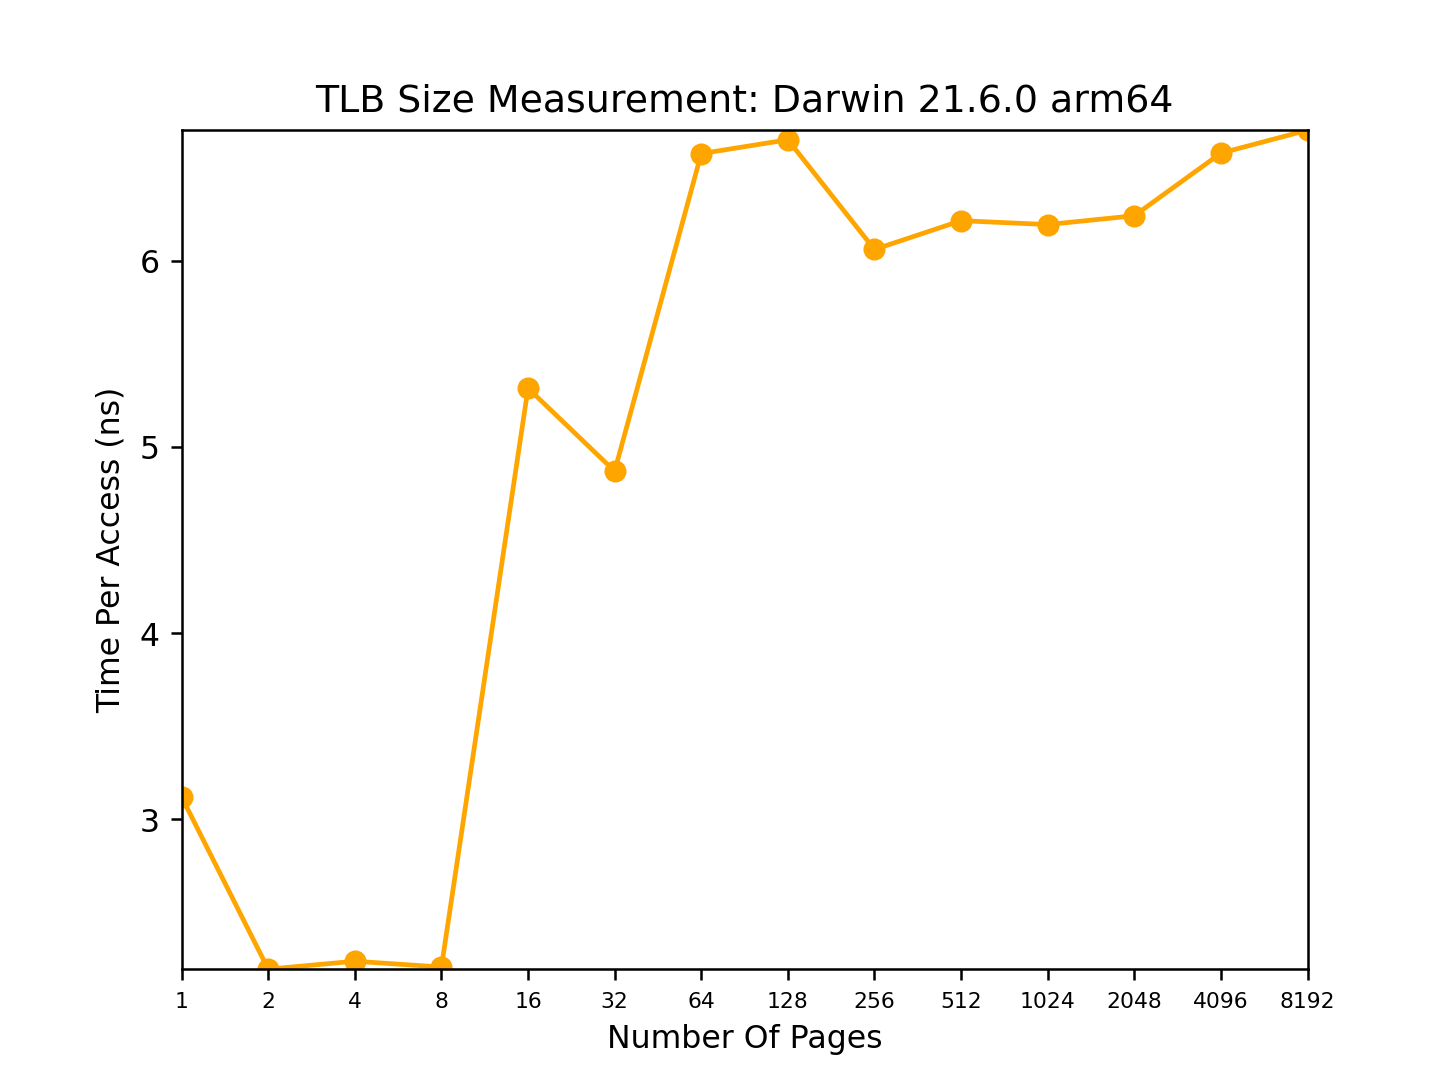 TLB Size Measurement: Darwin 21.6.0 arm64
Time Per Access (ns)
6
5
4
3
1 2 4 8 16 32 64 128 256 512 1024 2048 4096 8192
Number Of Pages